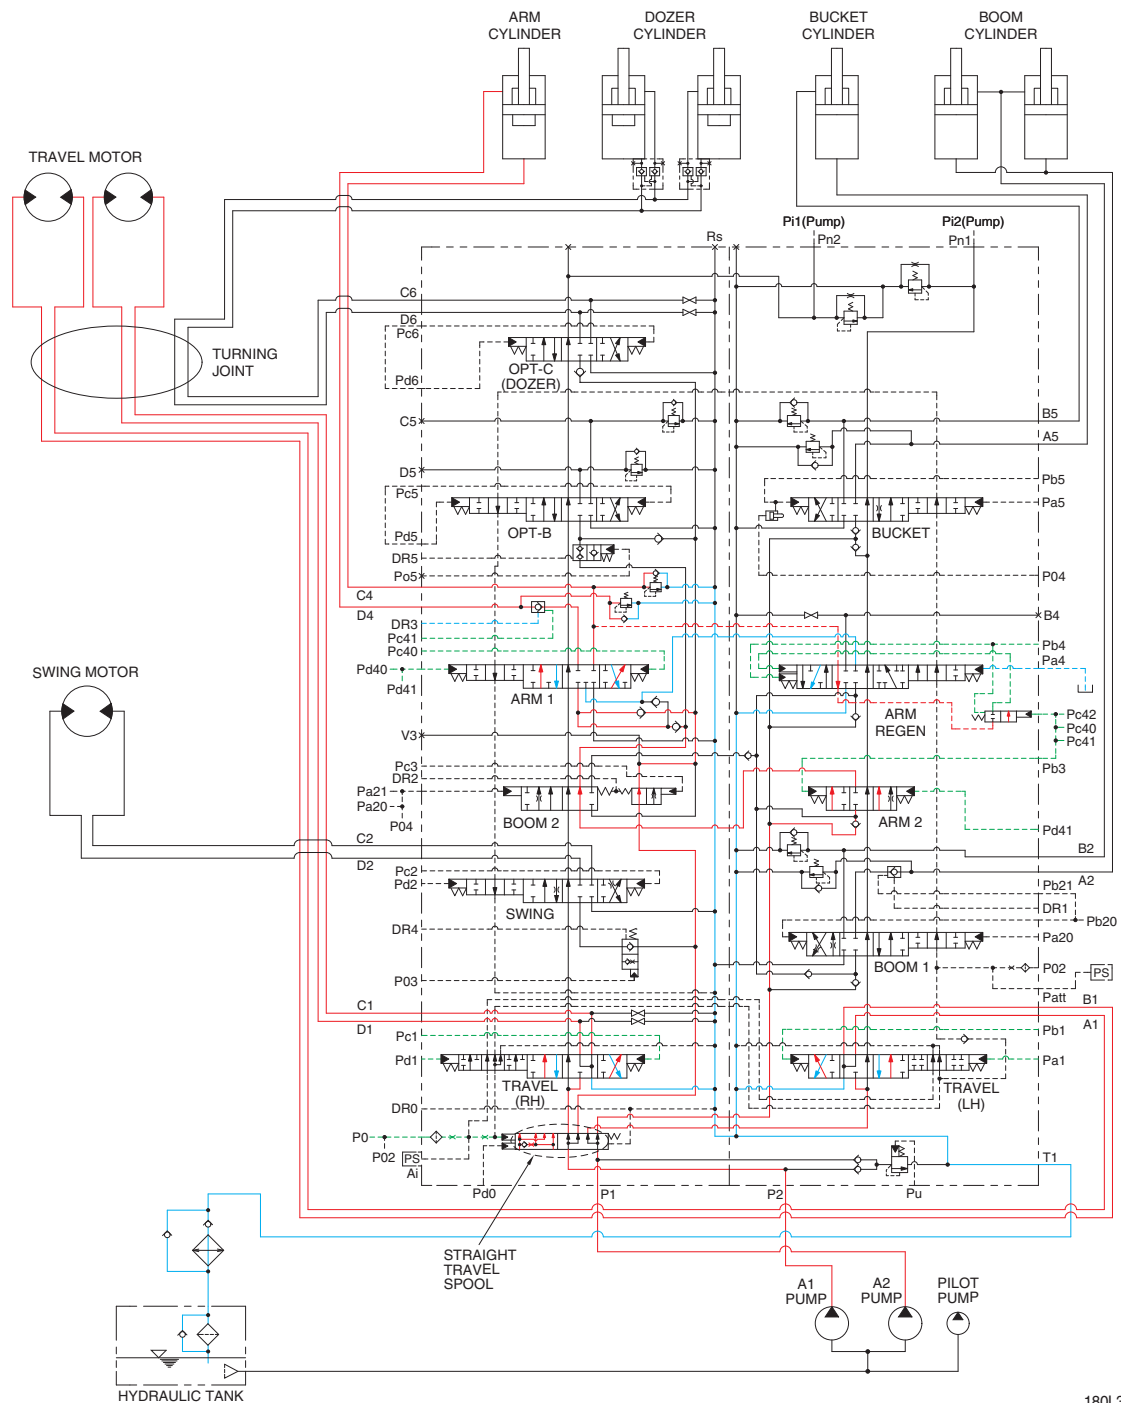 ARM
CYLINDER
DOZER
CYLINDER
BUCKET
CYLINDER
BOOM
CYLINDER
TRAVEL MOTOR
Rs
Pi1(Pump)
Pn2
Pi2(Pump)
Pn1
C6
D6
Pc6
Pd6
OPT-C
(DOZER)
TURNING
JOINT
C5
D5
Pc5
Pd5
OPT-B
DR5
Po5
B5
A5
Pb5
Pa5
BUCKET
P04
C4
D4
DR3
Pc41
Pc40
Pd40
Pd41
ARM 1
B4
Pb4
Pa4
ARM
REGEN
Pc42
Pc40
Pc41
SWING MOTOR
V3
Pc3
DR2
Pa21
Pa20
P04
BOOM 2
Pb3
ARM 2
Pd41
C2
D2
Pc2
Pd2
SWING
B2
A2
Pb21
DR1
Pb20
Pa20
BOOM 1
DR4
P03
P02
PS
Patt
C1
D1
Pc1
Pd1
TRAVEL
(RH)
B1
A1
Pb1
Pa1
TRAVEL
(LH)
DR0
P0
P02
PS
Ai
Pd0
P1
P2
Pu
T1
STRAIGHT
TRAVEL
SPOOL
A1
PUMP
A2
PUMP
PILOT
PUMP
HYDRAULIC TANK